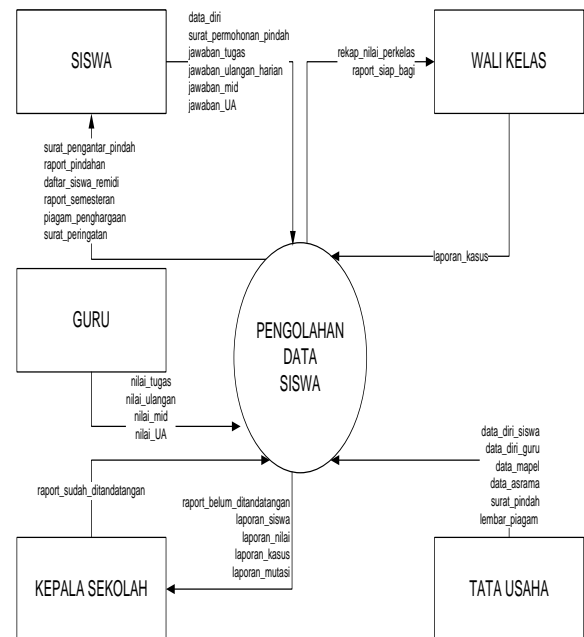 data_diri
surat_permohonan_pindah
jawaban_tugas
jawaban_ulangan_harian
jawaban_mid
jawaban_UA
SISWA
rekap_nilai_perkelas
raport_siap_bagi
WALI KELAS
surat_pengantar_pindah
raport_pindahan
daftar_siswa_remidi
raport_semesteran
piagam_penghargaan
surat_peringatan
laporan_kasus
GURU
PENGOLAHAN
DATA
SISWA
nilai_tugas
nilai_ulangan
nilai_mid
nilai_UA
data_diri_siswa
data_diri_guru
data_mapel
data_asrama
surat_pindah
lembar_piagam
raport_sudah_ditandatangan
raport_belum_ditandatangan
laporan_siswa
laporan_nilai
laporan_kasus
laporan_mutasi
KEPALA SEKOLAH
TATA USAHA